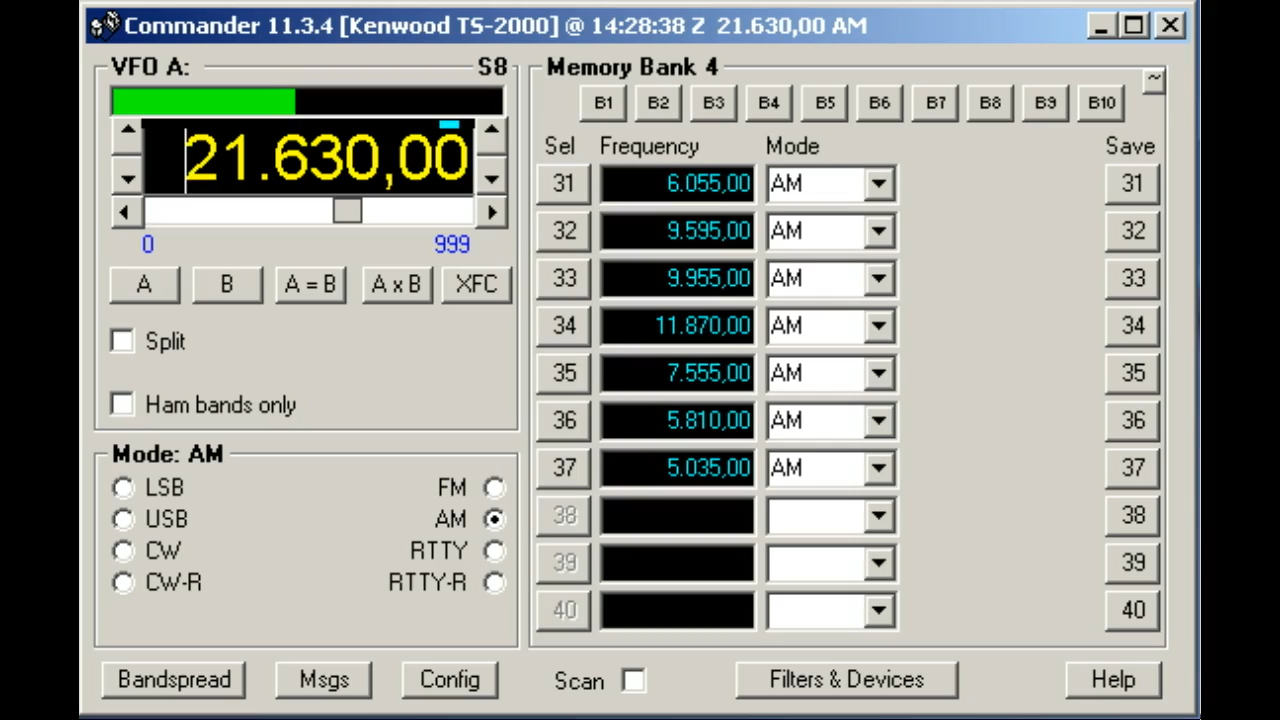 Commander 11.3.4 [Kenwood TS-2000] @ 14:28:38 Z 21.630,00 AM
VFO A: S8
21.630,00
0 999
A B A = B A x B XFC
Split
Ham bands only
Mode: AM
LSB FM
USB AM
CW RTTY
CW-R RTTY-R
Memory Bank 4
~
B1 B2 B3 B4 B5 B6 B7 B8 B9 B10
Sel Frequency Mode Save
31 6.055,00 AM 31
32 9.595,00 AM 32
33 9.955,00 AM 33
34 11.870,00 AM 34
35 7.555,00 AM 35
36 5.810,00 AM 36
37 5.035,00 AM 37
38 38
39 39
40 40
Bandspread Msgs Config Scan Filters & Devices Help